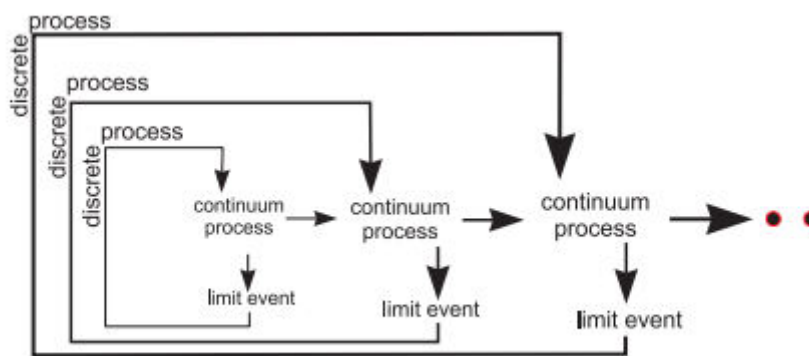 process
discrete
process
discrete
process
discrete
continuum
process
continuum
process
continuum
process
limit event
limit event
limit event